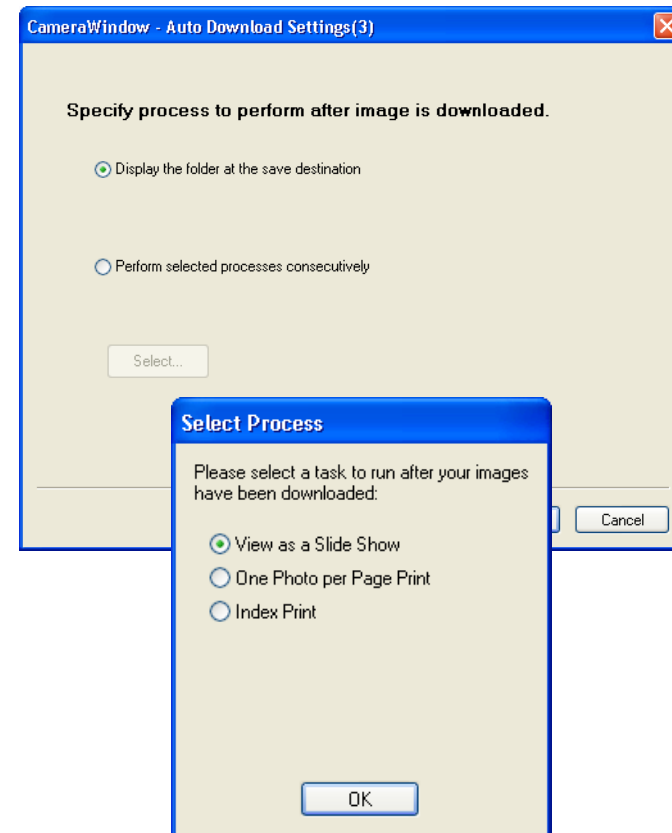 CameraWindow - Auto Download Settings(3)
Specify process to perform after image is downloaded.
Display the folder at the save destination
Perform selected processes consecutively
Select...
Select Process
Please select a task to run after your images
have been downloaded:
View as a Slide Show
One Photo per Page Print
Index Print
OK
Cancel